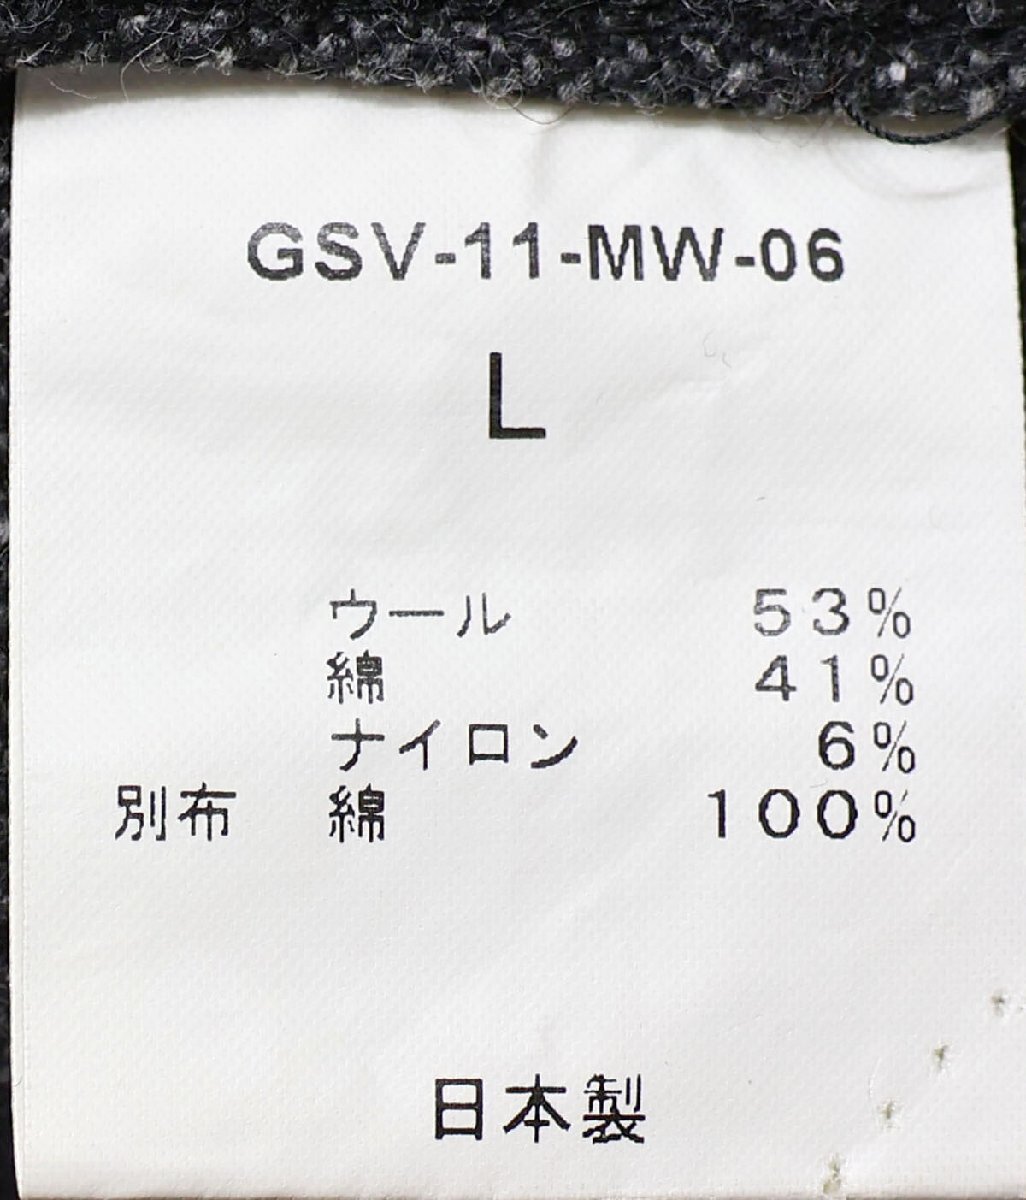 GSV-11-MW-06
L
ウール 53%
綿 41%
ナイロン 6%
別布 綿 100%
日本製